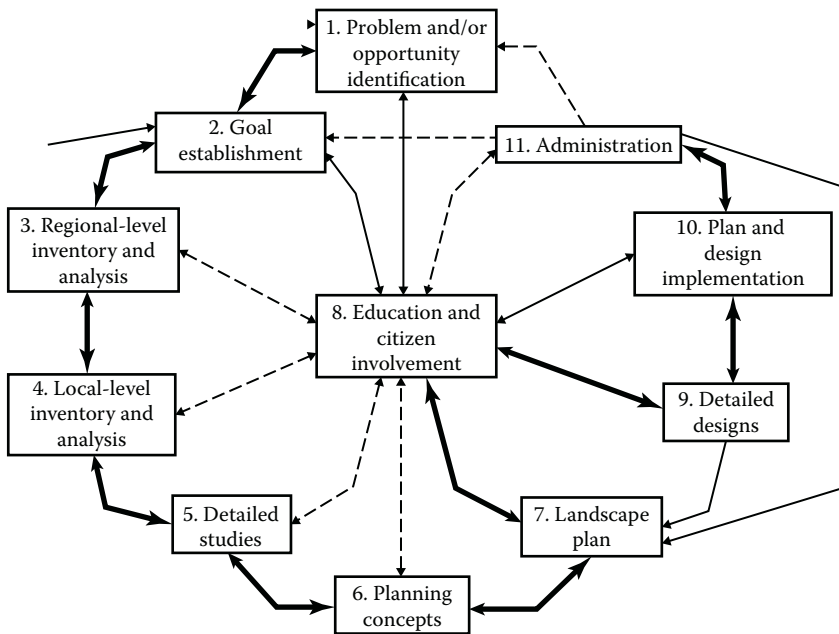 1. Problem and/or
opportunity
identification
2. Goal
establishment
11. Administration
3. Regional-level
inventory and
analysis
10. Plan and
design
implementation
8. Education and
citizen
involvement
4. Local-level
inventory and
analysis
9. Detailed
designs
5. Detailed
studies
7. Landscape
plan
6. Planning
concepts